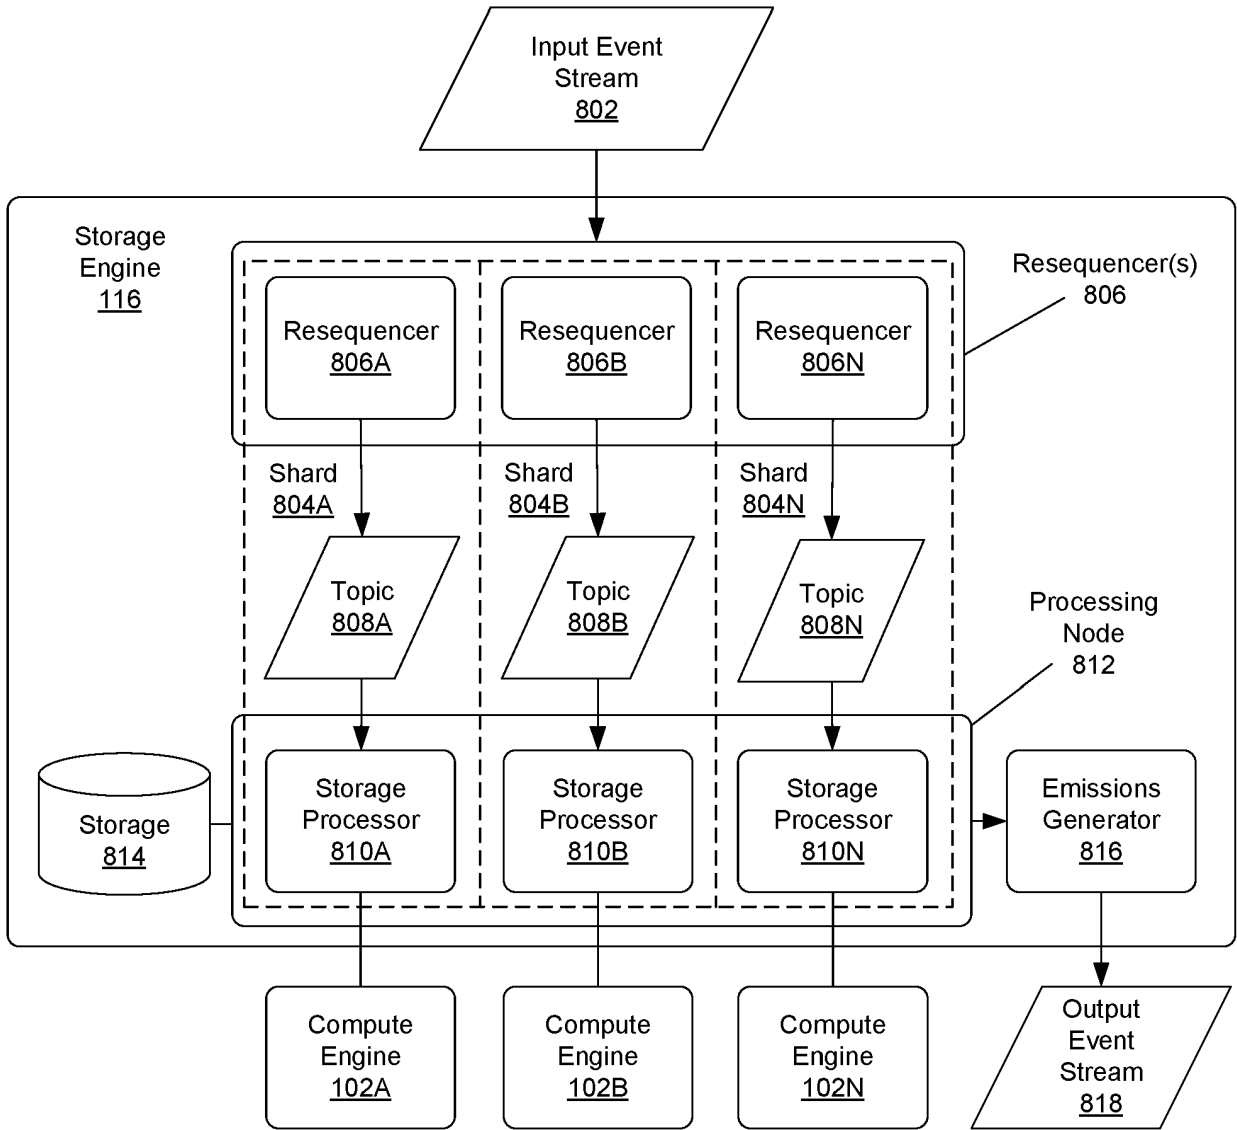 Input Event
Stream
802
Storage
Engine
116
Resequencer(s)
806
Resequencer
806A
Resequencer
806B
Resequencer
806N
Shard
804A
Shard
804B
Shard
804N
Topic
808A
Topic
808B
Topic
808N
Processing
Node
812
Storage
814
Storage
Processor
810A
Storage
Processor
810B
Storage
Processor
810N
Emissions
Generator
816
Compute
Engine
102A
Compute
Engine
102B
Compute
Engine
102N
Output
Event
Stream
818